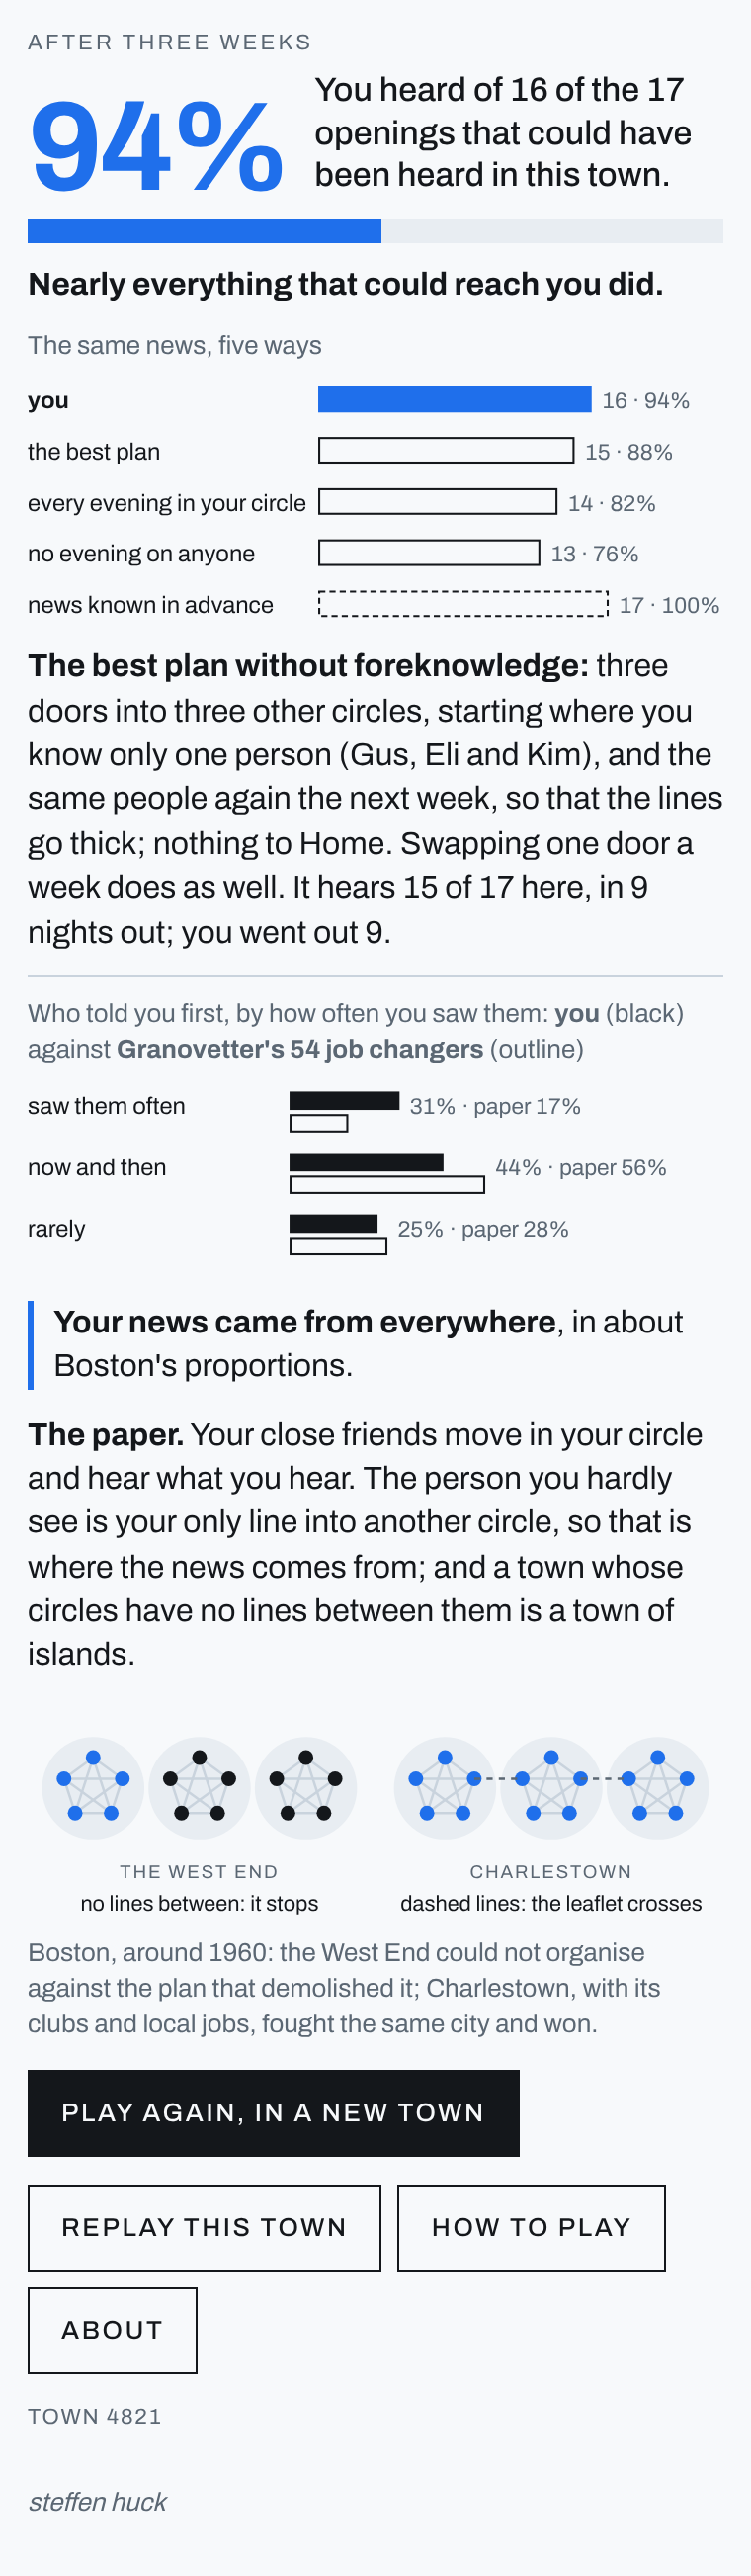 AFTER THREE WEEKS
94%
You heard of 16 of the 17
openings that could have
been heard in this town.
Nearly everything that could reach you did.
The same news, five ways
you 16 · 94%
the best plan 15 · 88%
every evening in your circle 14 · 82%
no evening on anyone 13 · 76%
news known in advance 17 · 100%
The best plan without foreknowledge: three
doors into three other circles, starting where you
know only one person (Gus, Eli and Kim), and the
same people again the next week, so that the lines
go thick; nothing to Home. Swapping one door a
week does as well. It hears 15 of 17 here, in 9
nights out; you went out 9.
Who told you first, by how often you saw them: you (black)
against Granovetter's 54 job changers (outline)
saw them often 31% · paper 17%
now and then 44% · paper 56%
rarely 25% · paper 28%
Your news came from everywhere, in about
Boston's proportions.
The paper. Your close friends move in your circle
and hear what you hear. The person you hardly
see is your only line into another circle, so that is
where the news comes from; and a town whose
circles have no lines between them is a town of
islands.
THE WEST END
no lines between: it stops
CHARLESTOWN
dashed lines: the leaflet crosses
Boston, around 1960: the West End could not organise
against the plan that demolished it; Charlestown, with its
clubs and local jobs, fought the same city and won.
PLAY AGAIN, IN A NEW TOWN
REPLAY THIS TOWN
HOW TO PLAY
ABOUT
TOWN 4821
steffen huck